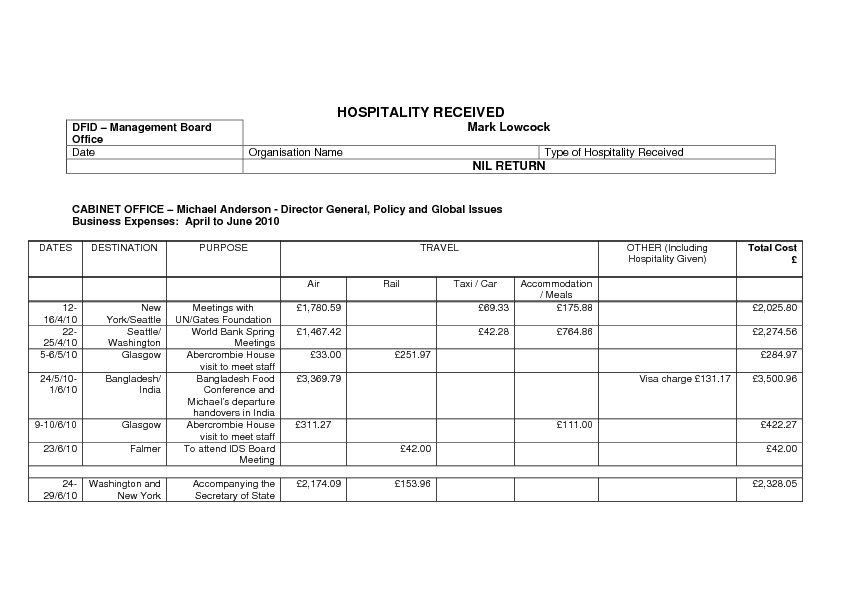 HOSPITALITY RECEIVED
DFID – Management Board Office
Mark Lowcock
Date
Organisation Name
Type of Hospitality Received
NIL RETURN
CABINET OFFICE – Michael Anderson - Director General, Policy and Global Issues
Business Expenses: April to June 2010
DATES DESTINATION PURPOSE TRAVEL OTHER (Including Hospitality Given) Total Cost £
Air Rail Taxi / Car Accommodation / Meals
12-16/4/10 New York/Seattle Meetings with UN/Gates Foundation £1,780.59 £69.33 £175.88 £2,025.80
22-25/4/10 Seattle/ Washington World Bank Spring Meetings £1,467.42 £42.28 £764.86 £2,274.56
5-6/5/10 Glasgow Abercrombie House visit to meet staff £33.00 £251.97 £284.97
24/5/10-1/6/10 Bangladesh/ India Bangladesh Food Conference and Michael's departure handovers in India £3,369.79 Visa charge £131.17 £3,500.96
9-10/6/10 Glasgow Abercrombie House visit to meet staff £311.27 £111.00 £422.27
23/6/10 Falmer To attend IDS Board Meeting £42.00 £42.00
24-29/6/10 Washington and New York Accompanying the Secretary of State £2,174.09 £153.96 £2,328.05